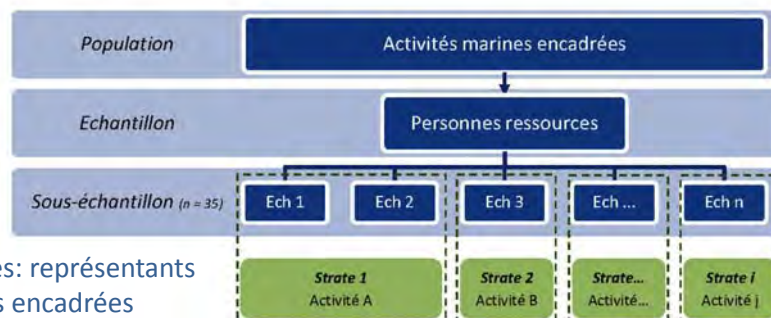 Population
Activités marines encadrées
Echantillon
Personnes ressources
Sous-échantillon (n = 35)
Ech 1
Ech 2
Ech 3
Ech ...
Ech n
es: représentants
s encadrées
Strate 1
Activité A
Strate 2
Activité B
Strate...
Activité...
Strate i
Activité j